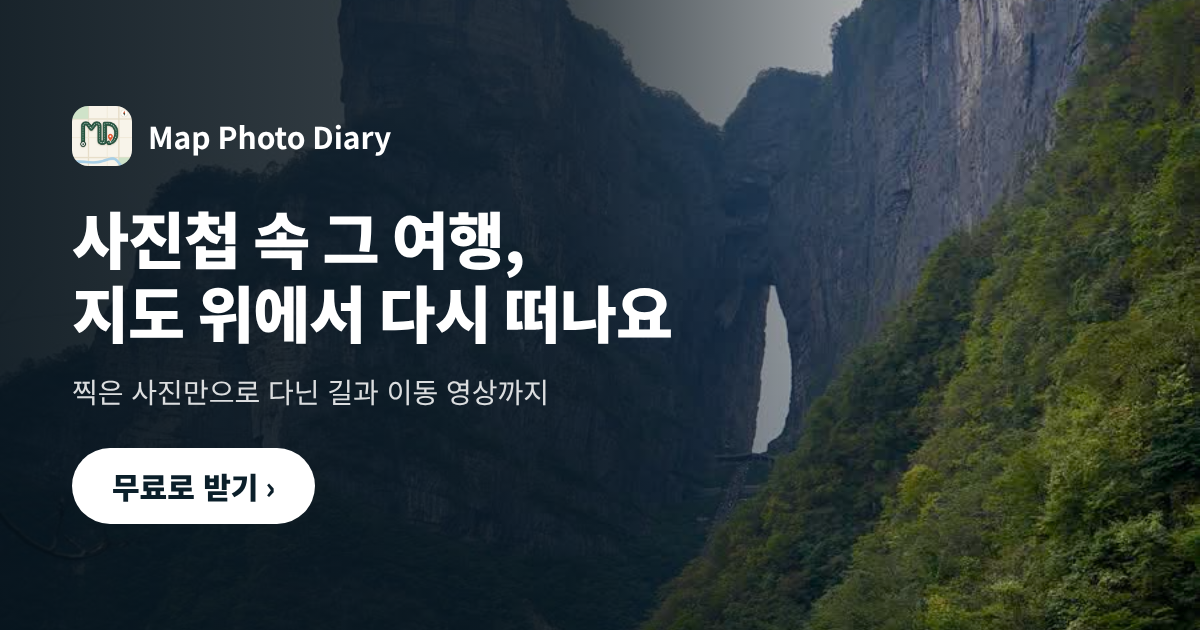 MD
Map Photo Diary
사진첩 속 그 여행,
지도 위에서 다시 떠나요
찍은 사진만으로 다닌 길과 이동 영상까지
무료로 받기 ›